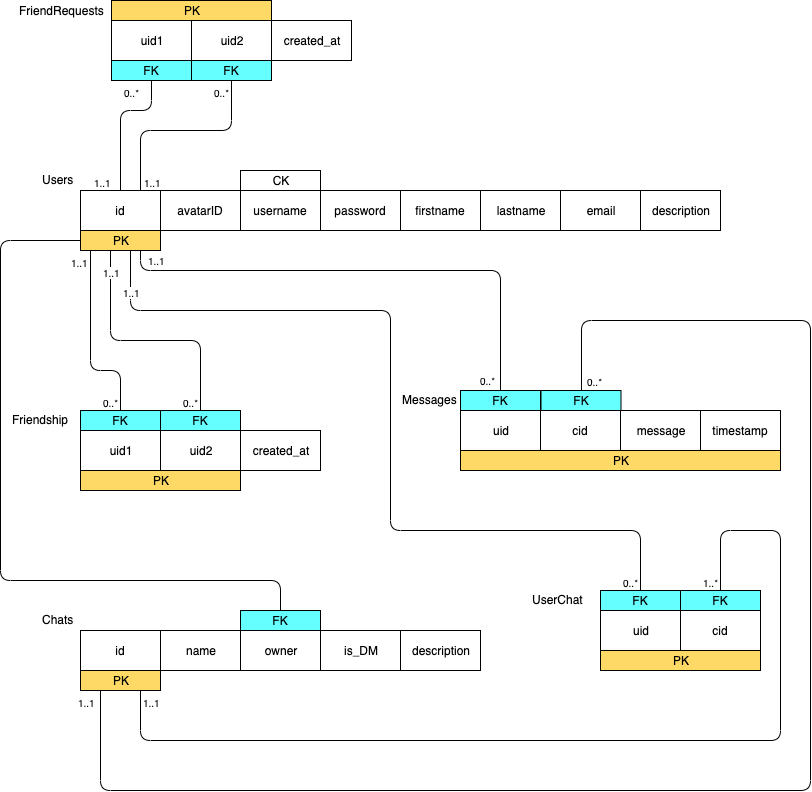 FriendRequests
PK
uid1 uid2 created_at
FK FK
0..* 0..*
1..1 1..1
Users
CK
id avatarID username password firstname lastname email description
PK
1..1 1..1
1..1
1..1
0..* 0..*
0..* 0..*
Messages
FK FK
Friendship
FK FK
uid cid message timestamp
uid1 uid2 created_at
PK
PK
0..* 1..*
UserChat
FK FK
Chats
FK
uid cid
id name owner is_DM description
PK
PK
1..1 1..1